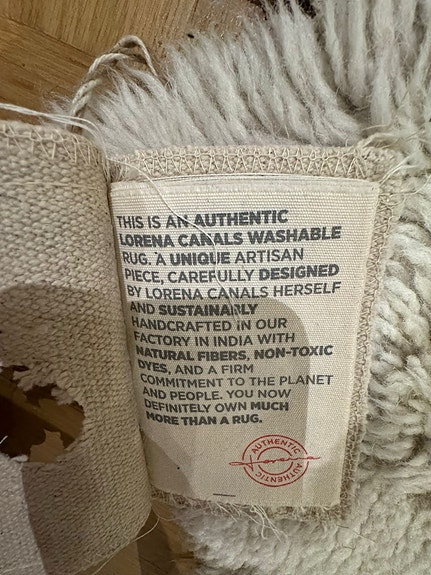 THIS IS AN AUTHENTIC
LORENA CANALS WASHABLE
RUG. A UNIQUE ARTISAN
PIECE, CAREFULLY DESIGNED
BY LORENA CANALS HERSELF
AND SUSTAINABLY
HANDCRAFTED IN OUR
FACTORY IN INDIA WITH
NATURAL FIBERS, NON-TOXIC
DYES, AND A FIRM
COMMITMENT TO THE PLANET
AND PEOPLE. YOU NOW
DEFINITELY OWN MUCH
MORE THAN A RUG.
AUTHENTIC
Lorena
AUTHENTIC